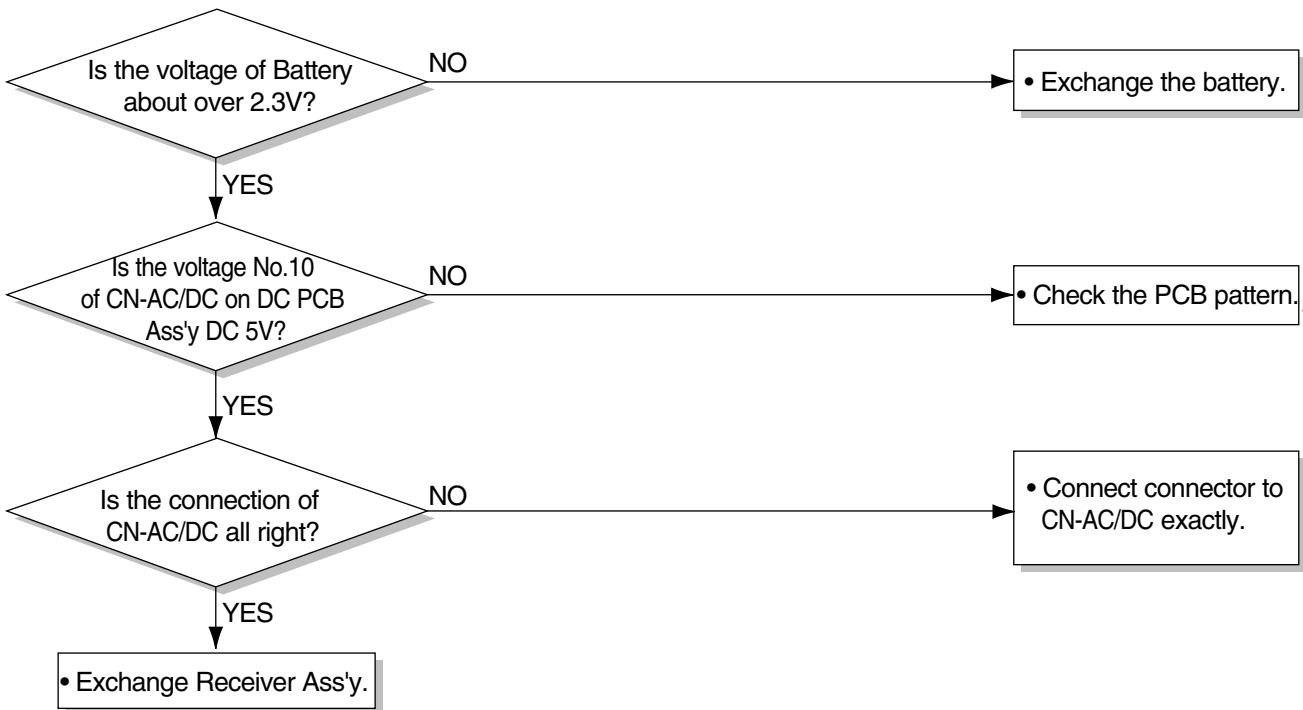 Is the voltage of Battery
about over 2.3V?
NO
• Exchange the battery.
YES
Is the voltage No.10
of CN-AC/DC on DC PCB
Ass'y DC 5V?
NO
• Check the PCB pattern.
YES
Is the connection of
CN-AC/DC all right?
NO
• Connect connector to
CN-AC/DC exactly.
YES
• Exchange Receiver Ass'y.